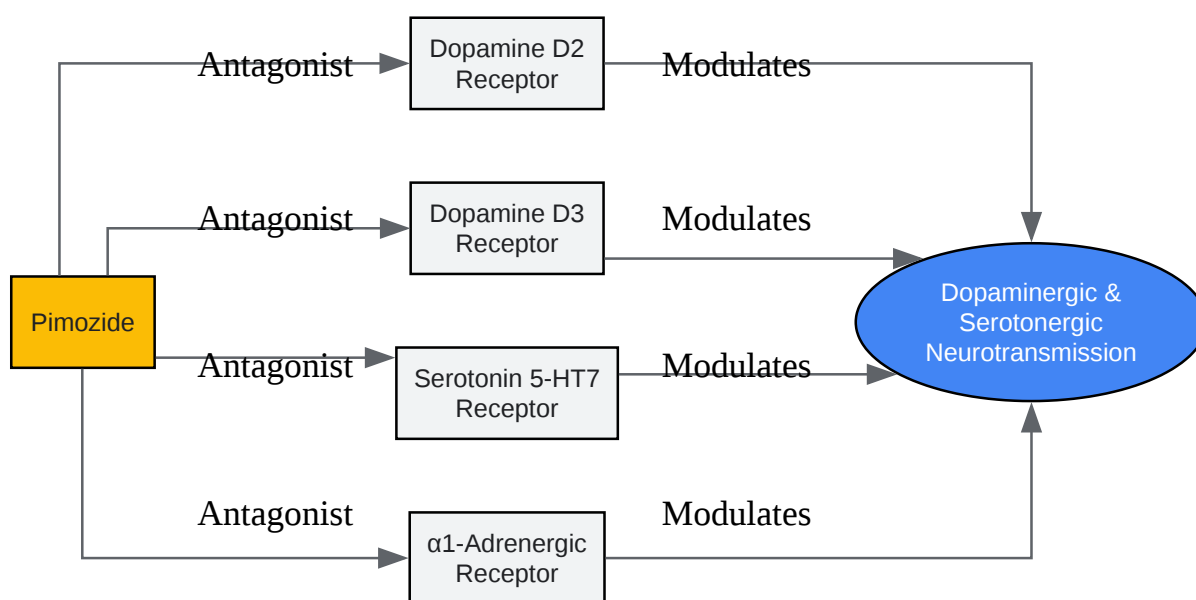 Antagonist
Dopamine D2
Receptor
Modulates
Antagonist
Dopamine D3
Receptor
Modulates
Pimozide
Dopaminergic &
Serotonergic
Neurotransmission
Antagonist
Serotonin 5-HT7
Receptor
Modulates
Antagonist
α1-Adrenergic
Receptor
Modulates